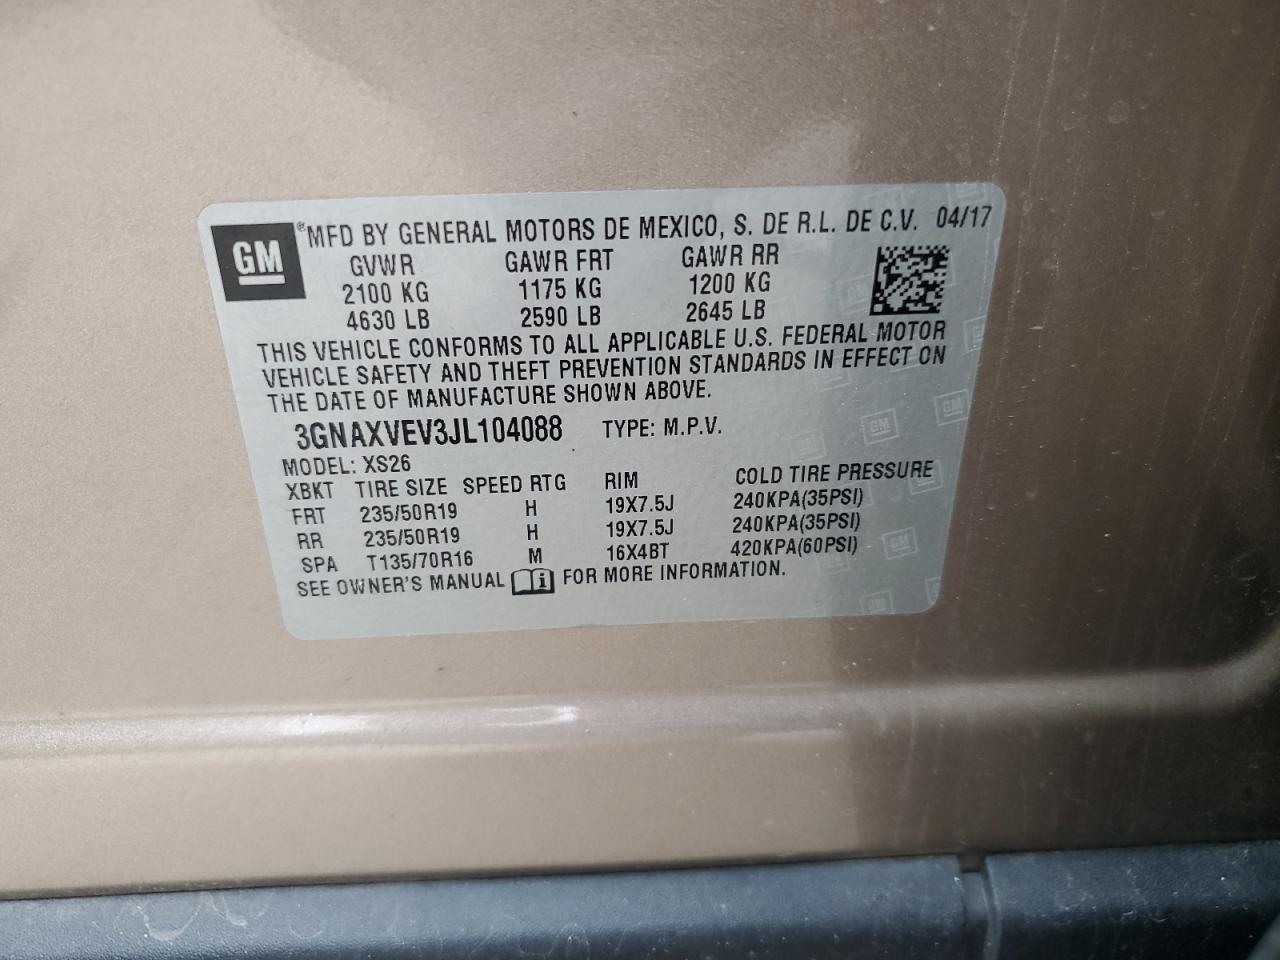 GM ® MFD BY GENERAL MOTORS DE MEXICO, S. DE R.L. DE C.V. 04/17
GVWR GAWR FRT GAWR RR
2100 KG 1175 KG 1200 KG
4630 LB 2590 LB 2645 LB
THIS VEHICLE CONFORMS TO ALL APPLICABLE U.S. FEDERAL MOTOR
VEHICLE SAFETY AND THEFT PREVENTION STANDARDS IN EFFECT ON
THE DATE OF MANUFACTURE SHOWN ABOVE.
3GNAXVEV3JL104088 TYPE: M.P.V.
MODEL: XS26
XBKT TIRE SIZE SPEED RTG RIM COLD TIRE PRESSURE
FRT 235/50R19 H 19X7.5J 240KPA(35PSI)
RR 235/50R19 H 19X7.5J 240KPA(35PSI)
SPA T135/70R16 M 16X4BT 420KPA(60PSI)
SEE OWNER'S MANUAL i FOR MORE INFORMATION.